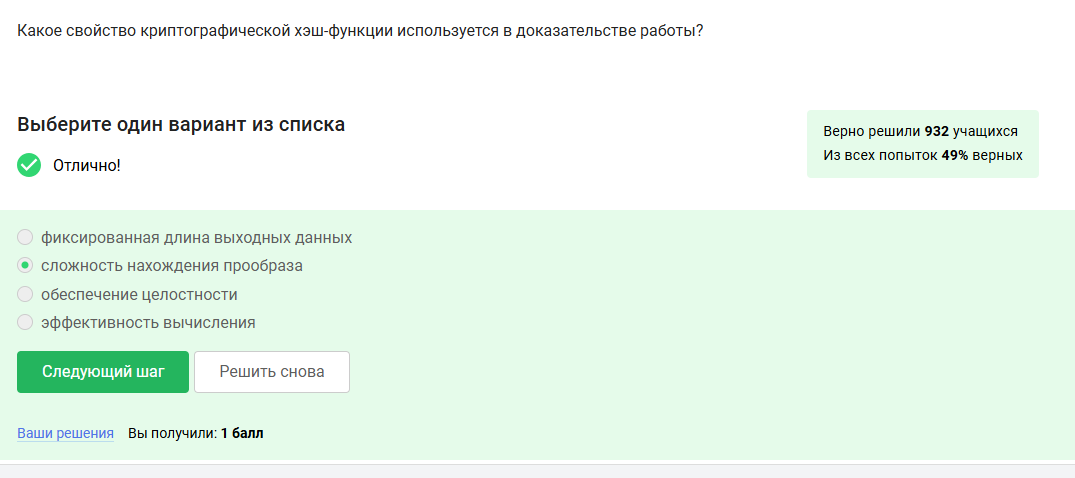 Какое свойство криптографической хэш-функции используется в доказательстве работы?
Выберите один вариант из списка
Отлично!
Верно решили 932 учащихся
Из всех попыток 49% верных
фиксированная длина выходных данных
сложность нахождения прообраза
обеспечение целостности
эффективность вычисления
Следующий шаг
Решить снова
Ваши решения Вы получили: 1 балл